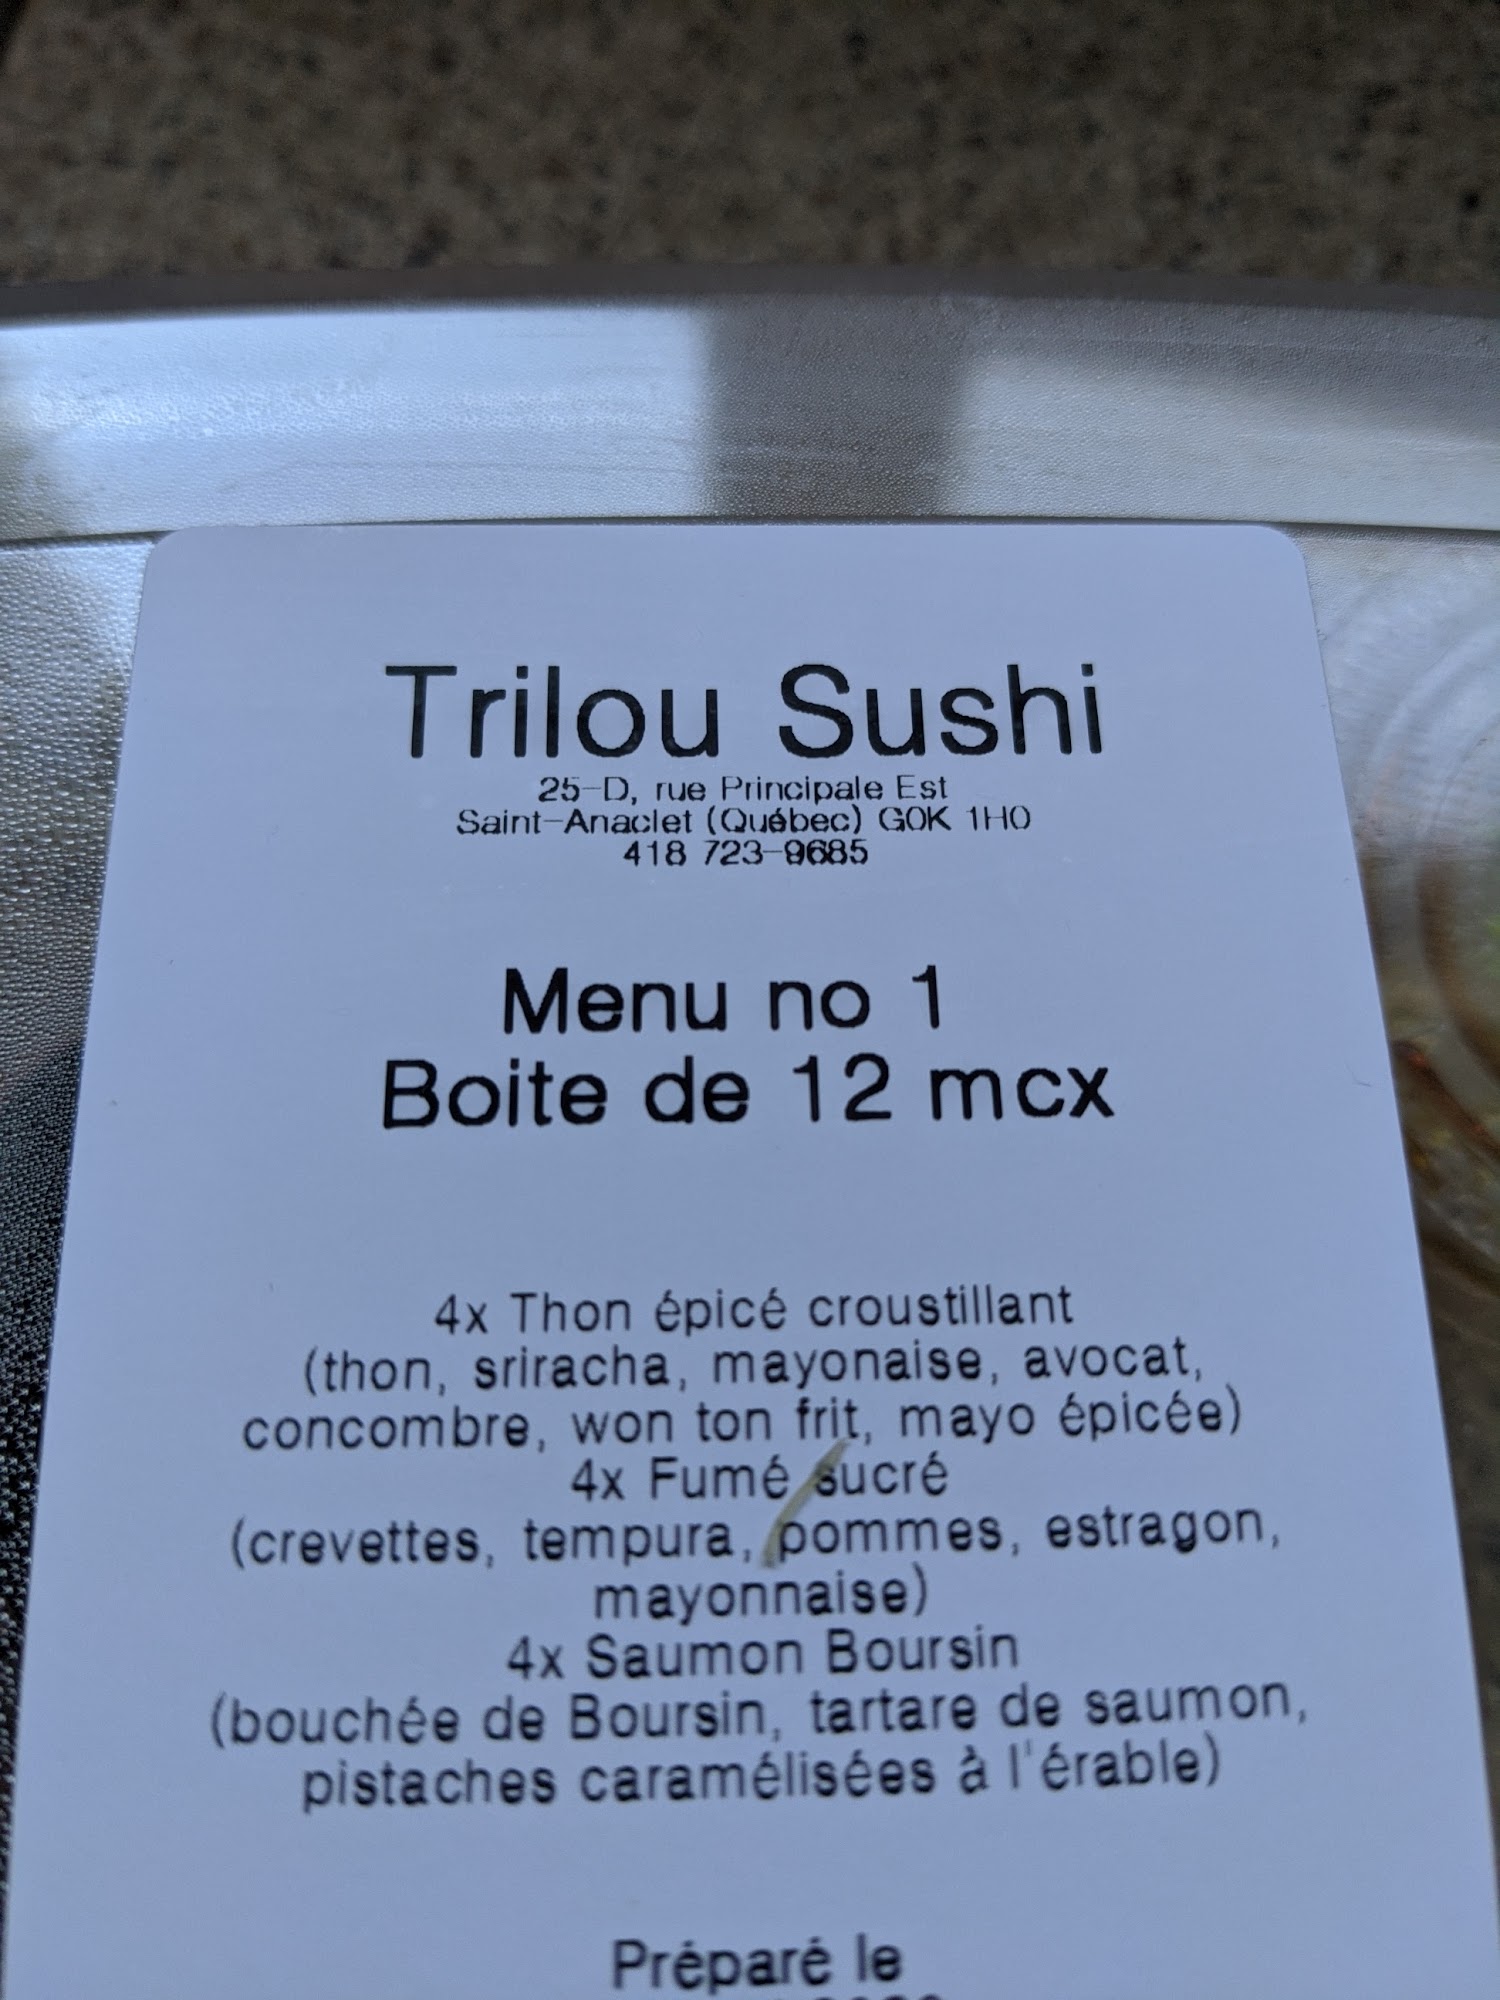 Trilou Sushi
25-D, rue Principale Est
Saint-Anaclet (Québec) G0K 1H0
418 723-9685
Menu no 1
Boite de 12 mcx
4x Thon épicé croustillant
(thon, sriracha, mayonaise, avocat,
concombre, won ton frit, mayo épicée)
4x Fumé sucré
(crevettes, tempura, pommes, estragon,
mayonnaise)
4x Saumon Boursin
(bouchée de Boursin, tartare de saumon,
pistaches caramélisées à l'érable)
Préparé le